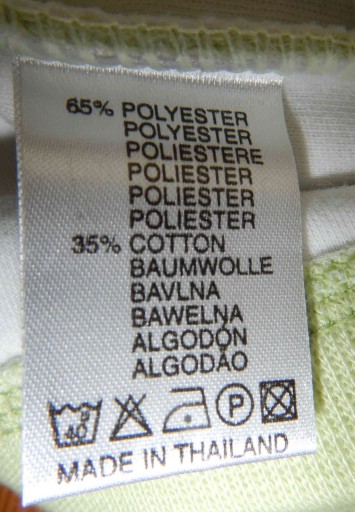 65% POLYESTER
POLYESTER
POLIESTERE
POLIESTER
POLIESTER
POLIESTER
35% COTTON
BAUMWOLLE
BAVLNA
BAWELNA
ALGODÓN
ALGODÃO
40 P
MADE IN THAILAND